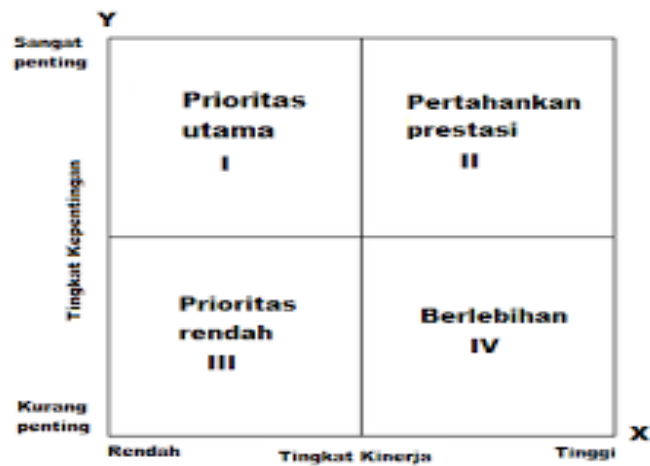 Y
Sangat
penting
Prioritas
utama
I
Pertahankan
prestasi
II
Tingkat Kepentingan
Prioritas
rendah
III
Berlebihan
IV
Kurang
penting
X
Rendah
Tingkat Kinerja
Tinggi